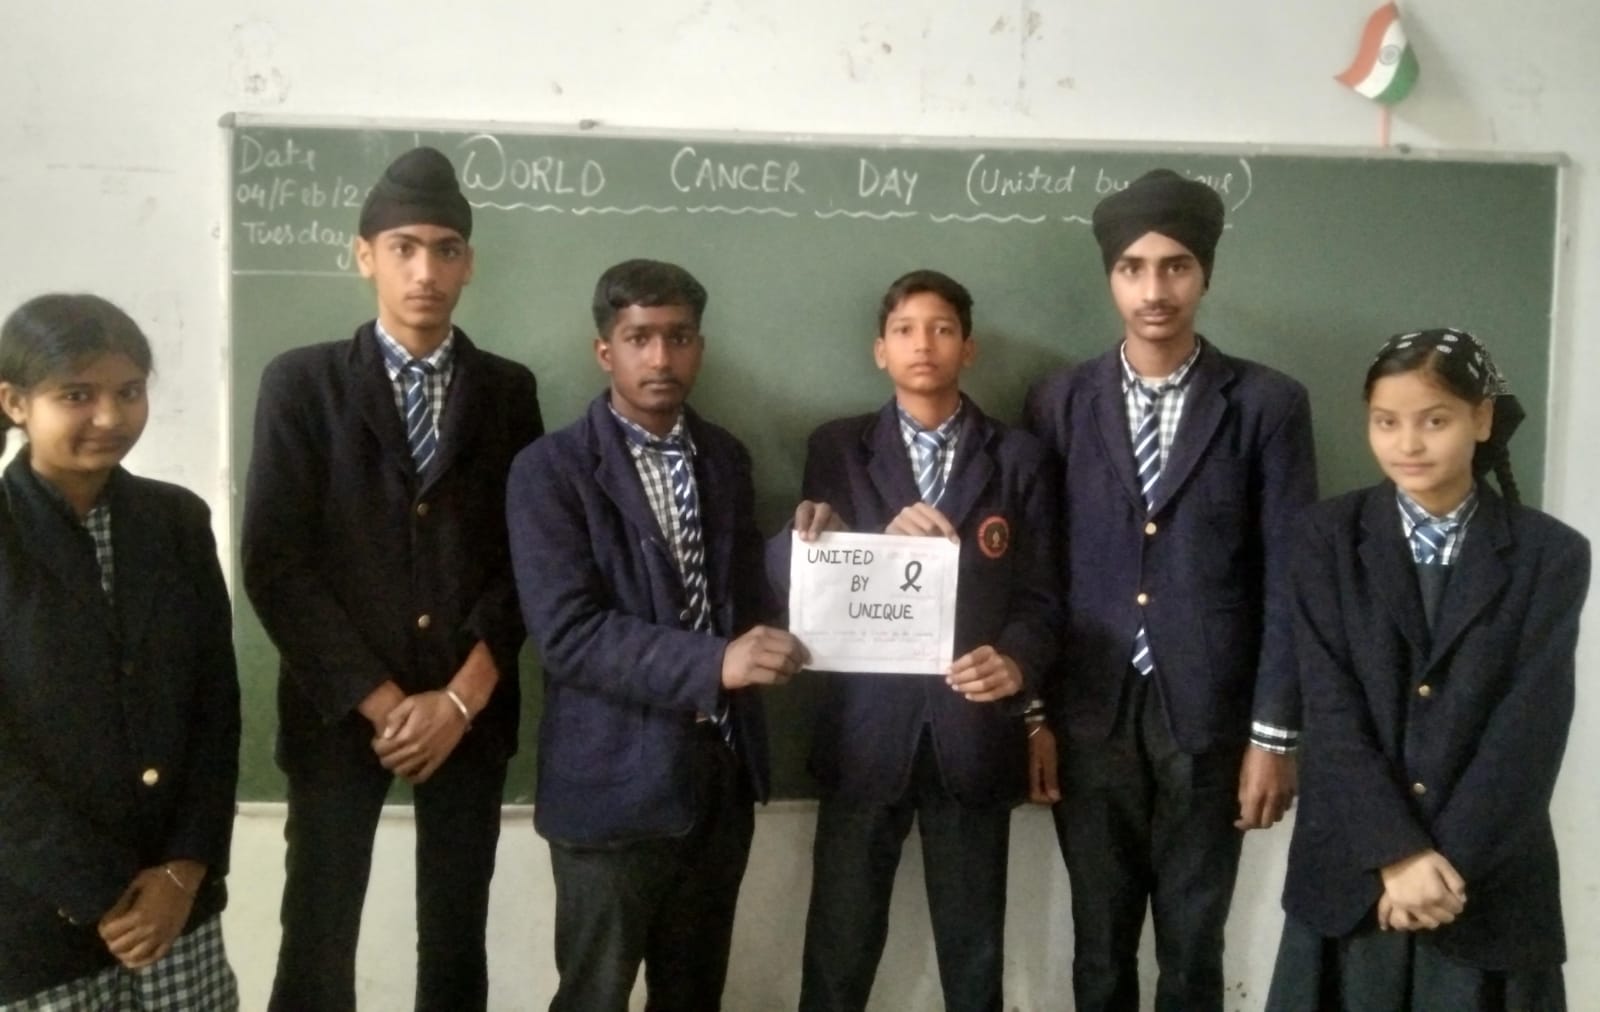 Date
04/Feb/2
Tuesday
WORLD CANCER DAY (United by
UNITED
BY
UNIQUE